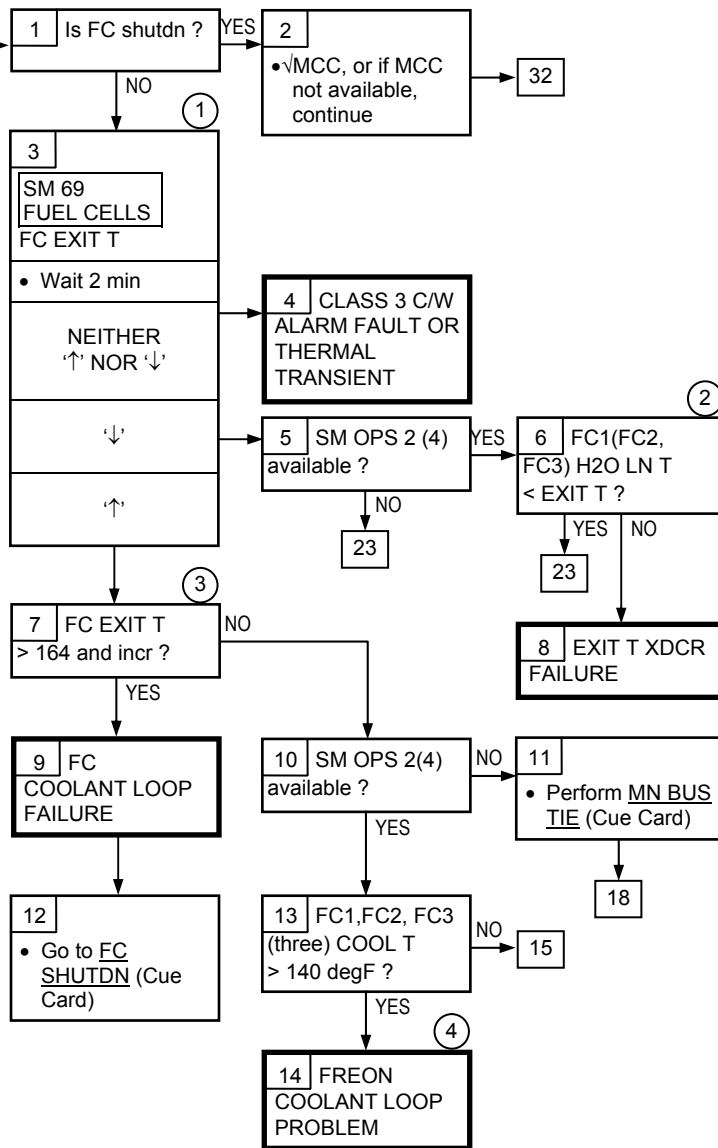 1 Is FC shutdn ?
YES
2
•√MCC, or if MCC
not available,
continue
32
NO
1
3
SM 69
FUEL CELLS
FC EXIT T
• Wait 2 min
NEITHER
‘↑’ NOR ‘↓’
‘↓’
‘↑’
4 CLASS 3 C/W
ALARM FAULT OR
THERMAL
TRANSIENT
5 SM OPS 2 (4)
available ?
YES
NO
23
2
6 FC1(FC2,
FC3) H2O LN T
< EXIT T ?
YES
NO
23
8 EXIT T XDCR
FAILURE
3
7 FC EXIT T
> 164 and incr ?
NO
YES
9 FC
COOLANT LOOP
FAILURE
12
• Go to FC
SHUTDN (Cue
Card)
10 SM OPS 2(4)
available ?
NO
11
• Perform MN BUS
TIE (Cue Card)
18
YES
13 FC1,FC2, FC3
(three) COOL T
> 140 degF ?
NO
15
YES
4
14 FREON
COOLANT LOOP
PROBLEM